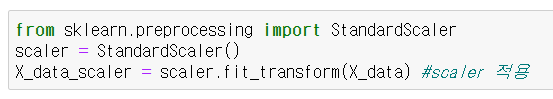 from sklearn.preprocessing import StandardScaler
scaler = StandardScaler()
X_data_scaler = scaler.fit_transform(X_data) #scaler 적용